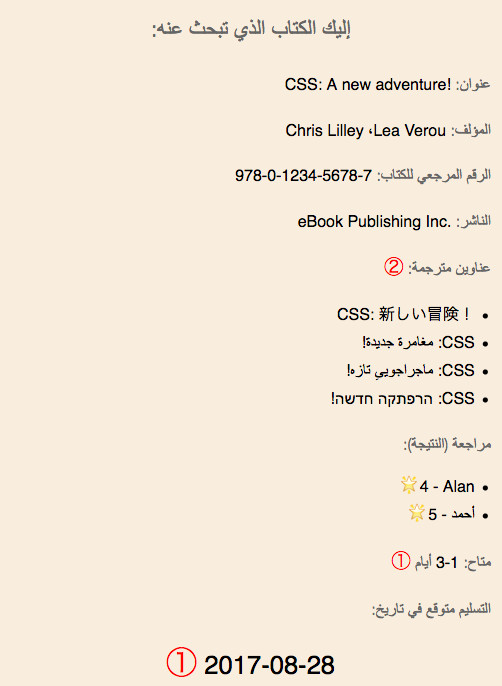 إليك الكتاب الذي تبحث عنه:
عنوان: CSS: A new adventure!
المؤلف: Chris Lilley ،Lea Verou
الرقم المرجعي للكتاب: 978-0-1234-5678-7
الناشر: eBook Publishing Inc.
عناوين مترجمة: ②
• CSS: 新しい冒険！
• CSS: مغامرة جديدة!
• CSS: ماجراجوییِ تازه!
• CSS: הרפתקה חדשה!
مراجعة (النتيجة):
• Alan - 4🌟
• أحمد - 5🌟
متاح: 1-3 أيام ①
التسليم متوقع في تاريخ:
2017-08-28 ①